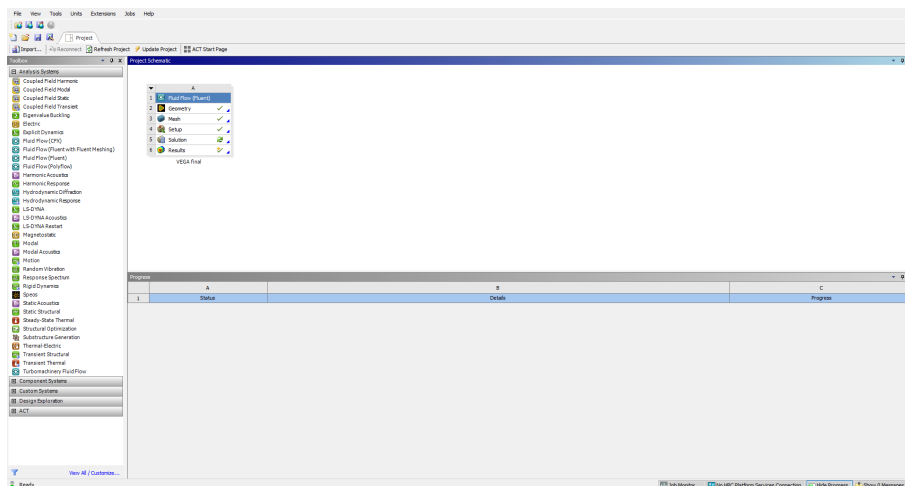 File View Tools Units Extensions Jobs Help
Project
Import... Reconnect Refresh Project Update Project ACT Start Page
Toolbox
Project Schematic
Analysis Systems
Coupled Field Harmonic
Coupled Field Modal
Coupled Field Static
Coupled Field Transient
Eigenvalue Buckling
Electric
Explicit Dynamics
Fluid Flow (CFX)
Fluid Flow (Fluent with Fluent Meshing)
Fluid Flow (Fluent)
Fluid Flow (Polyflow)
Harmonic Acoustics
Harmonic Response
Hydrodynamic Diffraction
Hydrodynamic Response
LS-DYNA
LS-DYNA Acoustics
LS-DYNA Restart
Magnetostatic
Modal
Modal Acoustics
Motion
Random Vibration
Response Spectrum
Rigid Dynamics
Speos
Static Acoustics
Static Structural
Steady-State Thermal
Structural Optimization
Substructure Generation
Thermal-Electric
Transient Structural
Transient Thermal
Turbomachinery Fluid Flow
Component Systems
Custom Systems
Design Exploration
ACT
View All / Customize...
A
1 Fluid Flow (Fluent)
2 Geometry
3 Mesh
4 Setup
5 Solution
6 Results
VEGA final
Progress
A B C
1 Status Details Progress
Ready
Job Monitor... No HPC Platform Services Connection Hide Progress Show 0 Messages